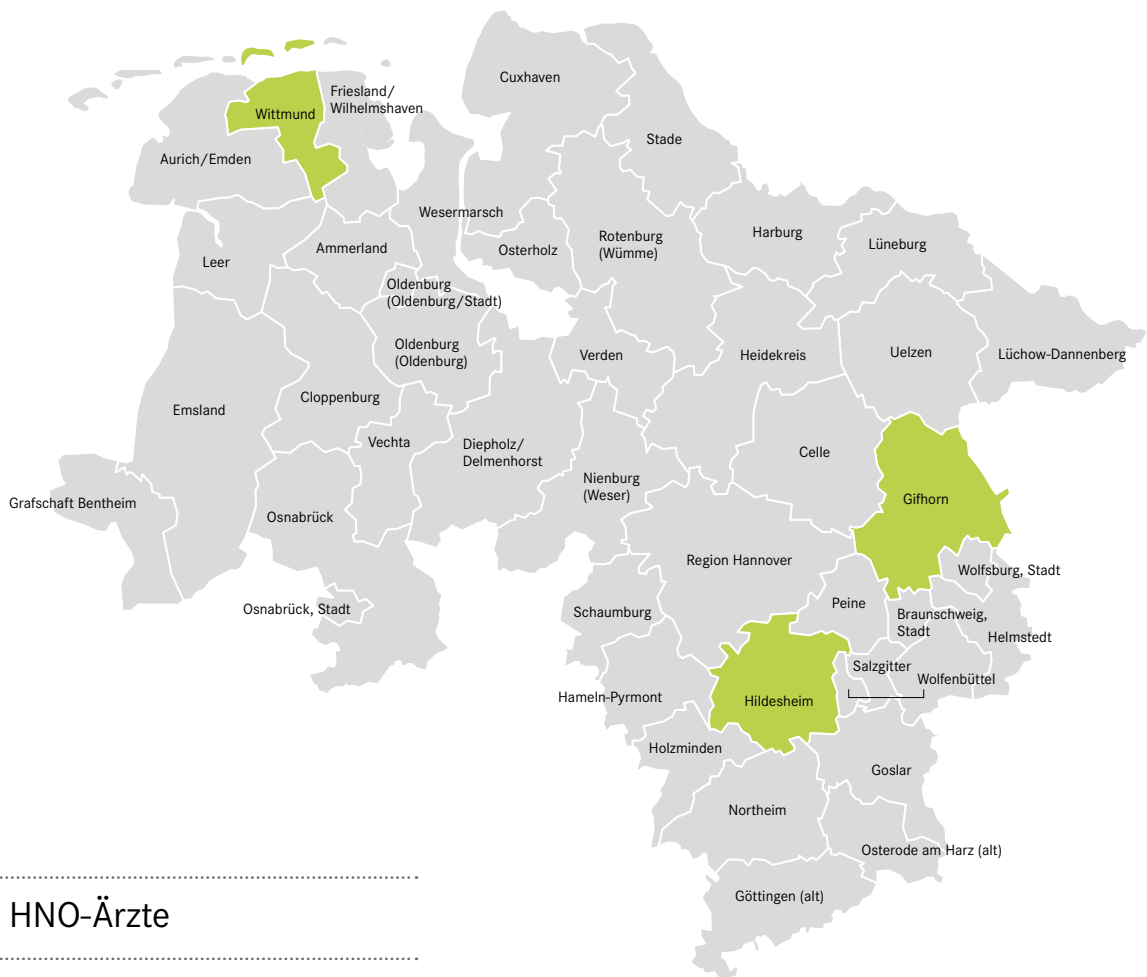 Cuxhaven
Friesland/
Wilhelmshaven
Wittmund
Stade
Aurich/Emden
Wesermarsch
Harburg
Rotenburg
(Wümme)
Lüneburg
Ammerland
Osterholz
Leer
Oldenburg
(Oldenburg/Stadt)
Oldenburg
(Oldenburg)
Verden
Heidekreis
Uelzen
Lüchow-Dannenberg
Cloppenburg
Emsland
Vechta
Diepholz/
Delmenhorst
Celle
Nienburg
(Weser)
Gifhorn
Grafschaft Bentheim
Osnabrück
Region Hannover
Wolfsburg, Stadt
Osnabrück, Stadt
Schaumburg
Peine
Braunschweig,
Stadt
Helmstedt
Salzgitter
Wolfenbüttel
Hameln-Pyrmont
Hildesheim
Holzminden
Goslar
Northeim
Osterode am Harz (alt)
Göttingen (alt)
HNO-Ärzte